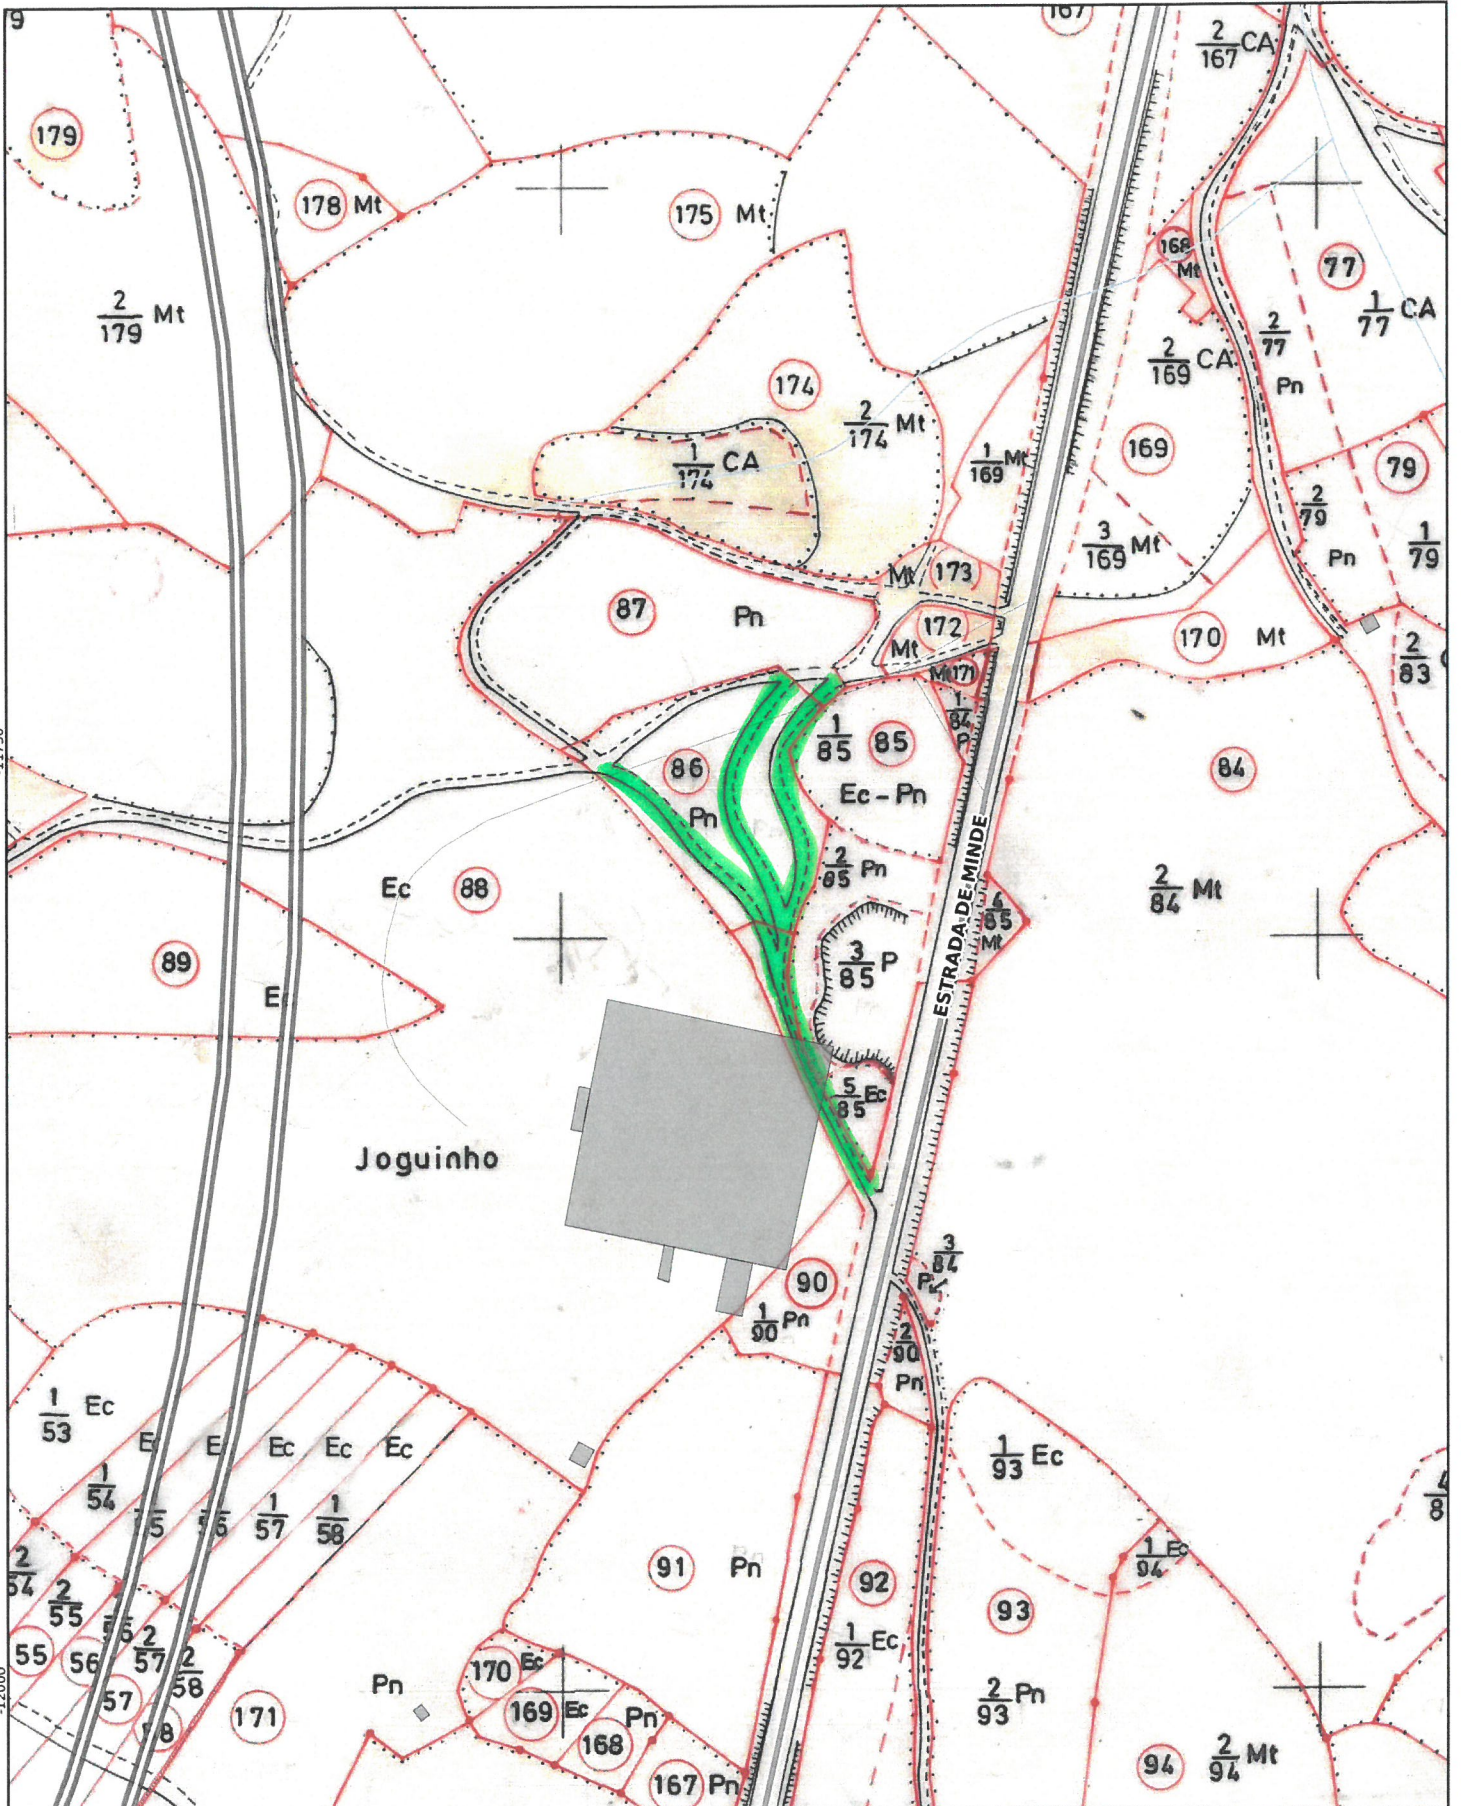 9
167
2/167 CA
179
178 Mt
175 Mt
168
Mt
77
1/77 CA
2/179 Mt
2/77
Pn
2/169 CA
174
2/174 Mt
1/174 CA
1/169 Mt
169
79
2/79
Pn
1/79
3/169 Mt
Mt 173
87 Pn
172
Mt
170 Mt
2/83
Mt 171
1/84
P
1/85
85
86
Pn
Ec-Pn
84
ESTRADA DE MINDE
2/85 Pn
Ec 88
2/84 Mt
4/85
Mt
89
3/85 P
5/85 Ec
Joguinho
3/84
P
90
1/90 Pn
2/90
Pn
1/53 Ec
Ec
Ec
Ec
1/54
1/57
1/58
1/93 Ec
1/94 Ec
91 Pn
92
93
2/55
55
56
2/57
2/58
57
171
Pn
170 Ec
169 Ec
168
Pn
167 Pn
1/92 Ec
2/93 Pn
94
2/94 Mt